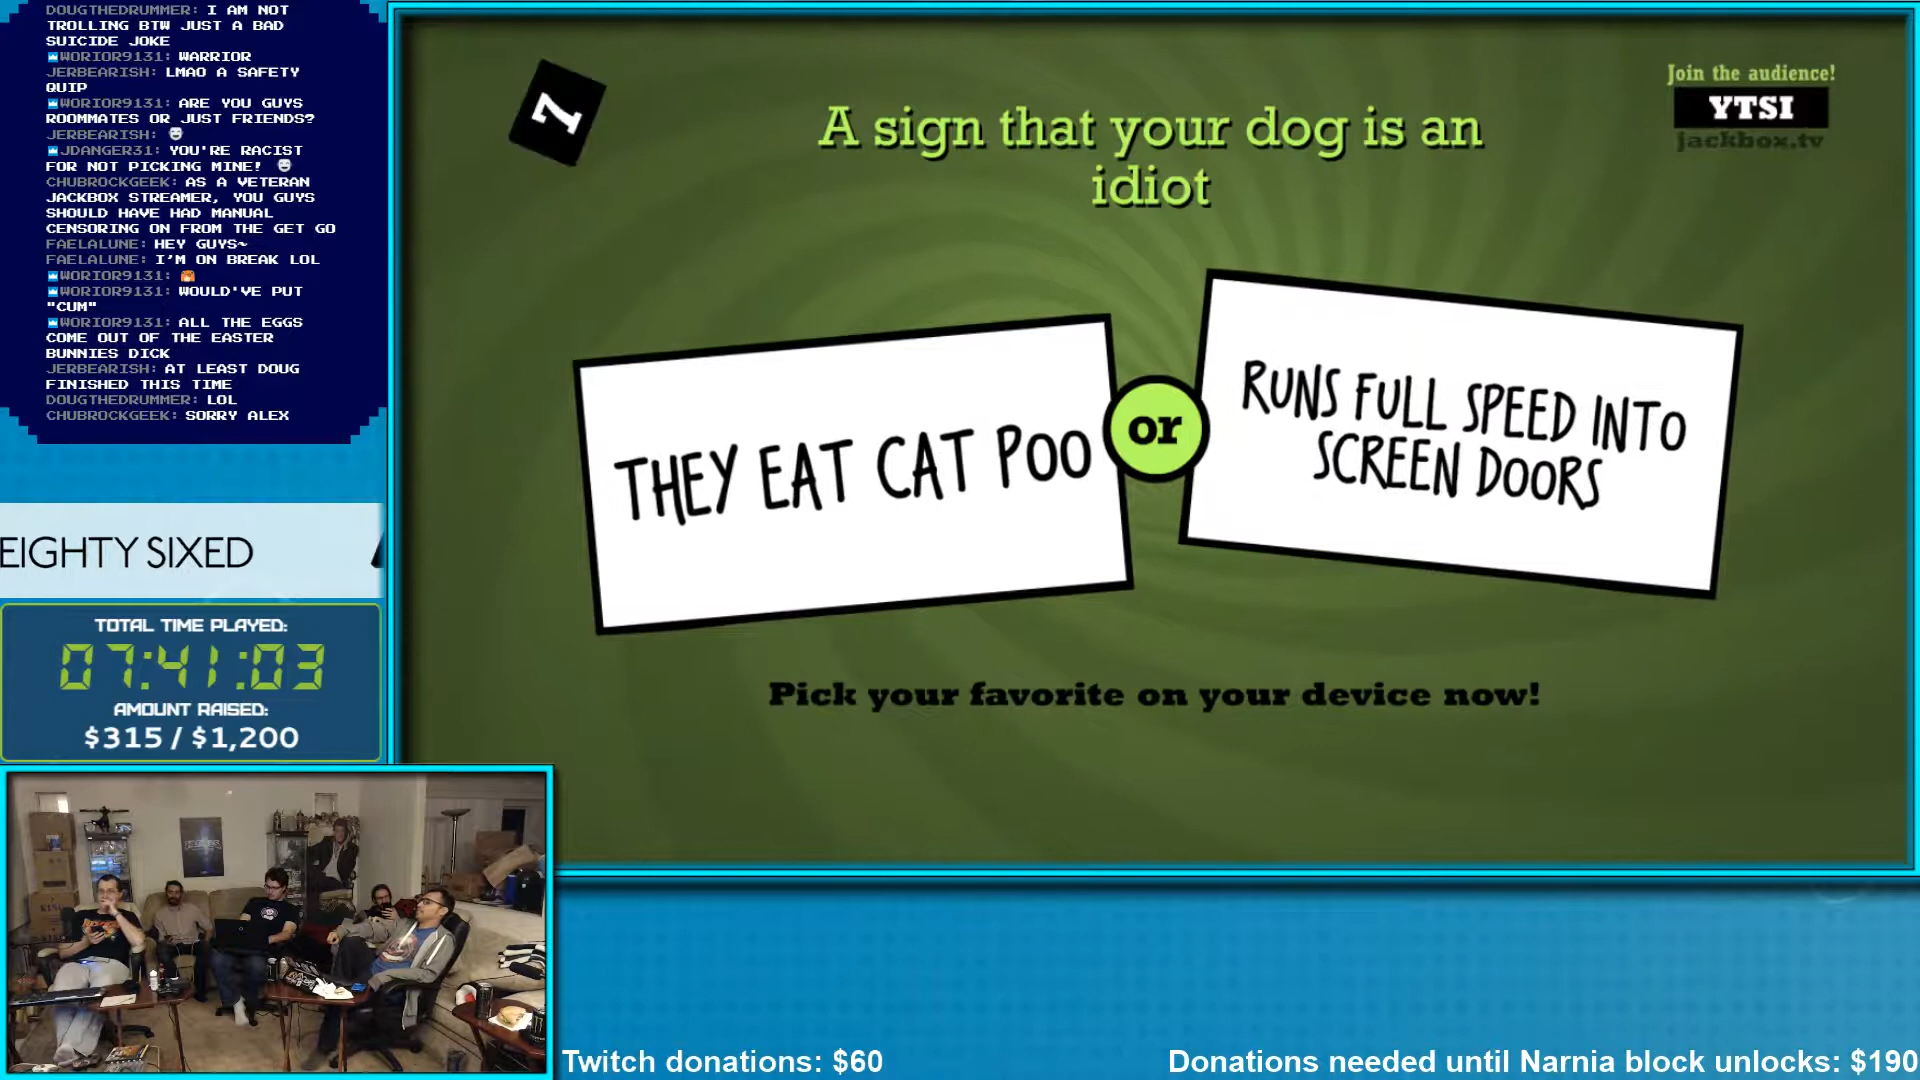 DOUGTHEDRUMMER: I AM NOT
TROLLING BTW JUST A BAD
SUICIDE JOKE
WORIOR9131: WARRIOR
JERBEARISH: LMAO A SAFETY
QUIP
WORIOR9131: ARE YOU GUYS
ROOMMATES OR JUST FRIENDS?
JERBEARISH:
JDANGER31: YOU'RE RACIST
FOR NOT PICKING MINE!
CHUBROCKGEEK: AS A VETERAN
JACKBOX STREAMER, YOU GUYS
SHOULD HAVE HAD MANUAL
CENSORING ON FROM THE GET GO
FAELALUNE: HEY GUYS~
FAELALUNE: I'M ON BREAK LOL
WORIOR9131:
WORIOR9131: WOULD'VE PUT
"CUM"
WORIOR9131: ALL THE EGGS
COME OUT OF THE EASTER
BUNNIES DICK
JERBEARISH: AT LEAST DOUG
FINISHED THIS TIME
DOUGTHEDRUMMER: LOL
CHUBROCKGEEK: SORRY ALEX
EIGHTY SIXED
TOTAL TIME PLAYED:
07:41:03
AMOUNT RAISED:
$315 / $1,200
7
A sign that your dog is an
idiot
Join the audience!
YTSI
jackbox.tv
THEY EAT CAT POO
or
RUNS FULL SPEED INTO
SCREEN DOORS
Pick your favorite on your device now!
Twitch donations: $60
Donations needed until Narnia block unlocks: $190